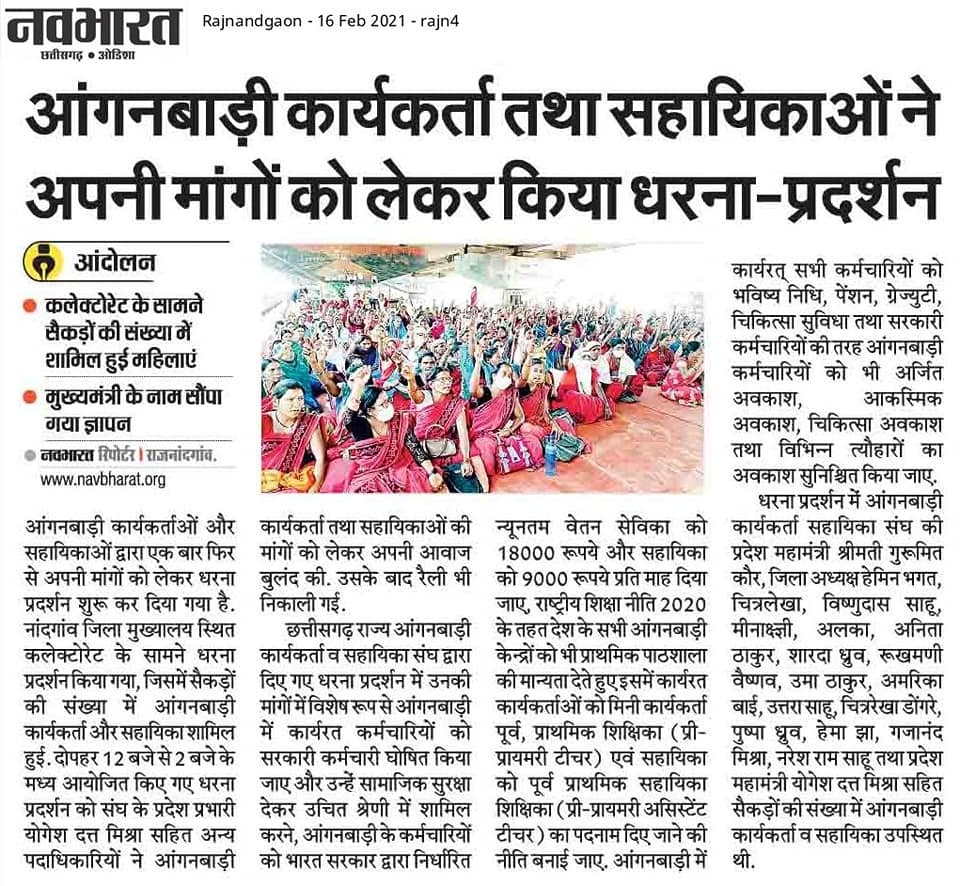 नवभारत
छत्तीसगढ़ • ओडिशा
Rajnandgaon - 16 Feb 2021 - rajn4
आंगनबाड़ी कार्यकर्ता तथा सहायिकाओं ने
अपनी मांगों को लेकर किया धरना-प्रदर्शन
आंदोलन
कलेक्टोरेट के सामने
सैकड़ों की संख्या में
शामिल हुई महिलाएं
मुख्यमंत्री के नाम सौंपा
गया ज्ञापन
नवभारत रिपोर्टर । राजनांदगांव.
www.navbharat.org
आंगनबाड़ी कार्यकर्ताओं और
सहायिकाओं द्वारा एक बार फिर
से अपनी मांगों को लेकर धरना
प्रदर्शन शुरू कर दिया गया है.
नांदगांव जिला मुख्यालय स्थित
कलेक्टोरेट के सामने धरना
प्रदर्शन किया गया, जिसमें सैकड़ों
की संख्या में आंगनबाड़ी
कार्यकर्ता और सहायिका शामिल
हुई. दोपहर 12 बजे से 2 बजे के
मध्य आयोजित किए गए धरना
प्रदर्शन को संघ के प्रदेश प्रभारी
योगेश दत्त मिश्रा सहित अन्य
पदाधिकारियों ने आंगनबाड़ी
कार्यकर्ता तथा सहायिकाओं की
मांगों को लेकर अपनी आवाज
बुलंद की. उसके बाद रैली भी
निकाली गई.
छत्तीसगढ़ राज्य आंगनबाड़ी
कार्यकर्ता व सहायिका संघ द्वारा
दिए गए धरना प्रदर्शन में उनकी
मांगों में विशेष रूप से आंगनबाड़ी
में कार्यरत कर्मचारियों को
सरकारी कर्मचारी घोषित किया
जाए और उन्हें सामाजिक सुरक्षा
देकर उचित श्रेणी में शामिल
करने, आंगनबाड़ी के कर्मचारियों
को भारत सरकार द्वारा निर्धारित
न्यूनतम वेतन सेविका को
18000 रूपये और सहायिका
को 9000 रूपये प्रति माह दिया
जाए, राष्ट्रीय शिक्षा नीति 2020
के तहत देश के सभी आंगनबाड़ी
केन्द्रों को भी प्राथमिक पाठशाला
की मान्यता देते हुए इसमें कार्यरत
कार्यकर्ताओं को मिनी कार्यकर्ता
पूर्व, प्राथमिक शिक्षिका (प्री-
प्रायमरी टीचर) एवं सहायिका
को पूर्व प्राथमिक सहायिका
शिक्षिका (प्री-प्रायमरी असिस्टेंट
टीचर) का पदनाम दिए जाने की
नीति बनाई जाए. आंगनबाड़ी में
कार्यरत् सभी कर्मचारियों को
भविष्य निधि, पेंशन, ग्रेज्युटी,
चिकित्सा सुविधा तथा सरकारी
कर्मचारियों की तरह आंगनबाड़ी
कर्मचारियों को भी अर्जित
अवकाश, आकस्मिक
अवकाश, चिकित्सा अवकाश
तथा विभिन्न त्यौहारों का
अवकाश सुनिश्चित किया जाए.
धरना प्रदर्शन में आंगनबाड़ी
कार्यकर्ता सहायिका संघ की
प्रदेश महामंत्री श्रीमती गुरूमित
कौर, जिला अध्यक्ष हेमिन भगत,
चित्रलेखा, विष्णुदास साहू,
मीनाक्ष्ज्ञी, अलका, अनिता
ठाकुर, शारदा ध्रुव, रूखमणी
वैष्णव, उमा ठाकुर, अमरिका
बाई, उत्तरा साहू, चित्ररेखा डोंगरे,
पुष्पा ध्रुव, हेमा झा, गजानंद
मिश्रा, नरेश राम साहू तथा प्रदेश
महामंत्री योगेश दत्त मिश्रा सहित
सैकड़ों की संख्या में आंगनबाड़ी
कार्यकर्ता व सहायिका उपस्थित
थी.